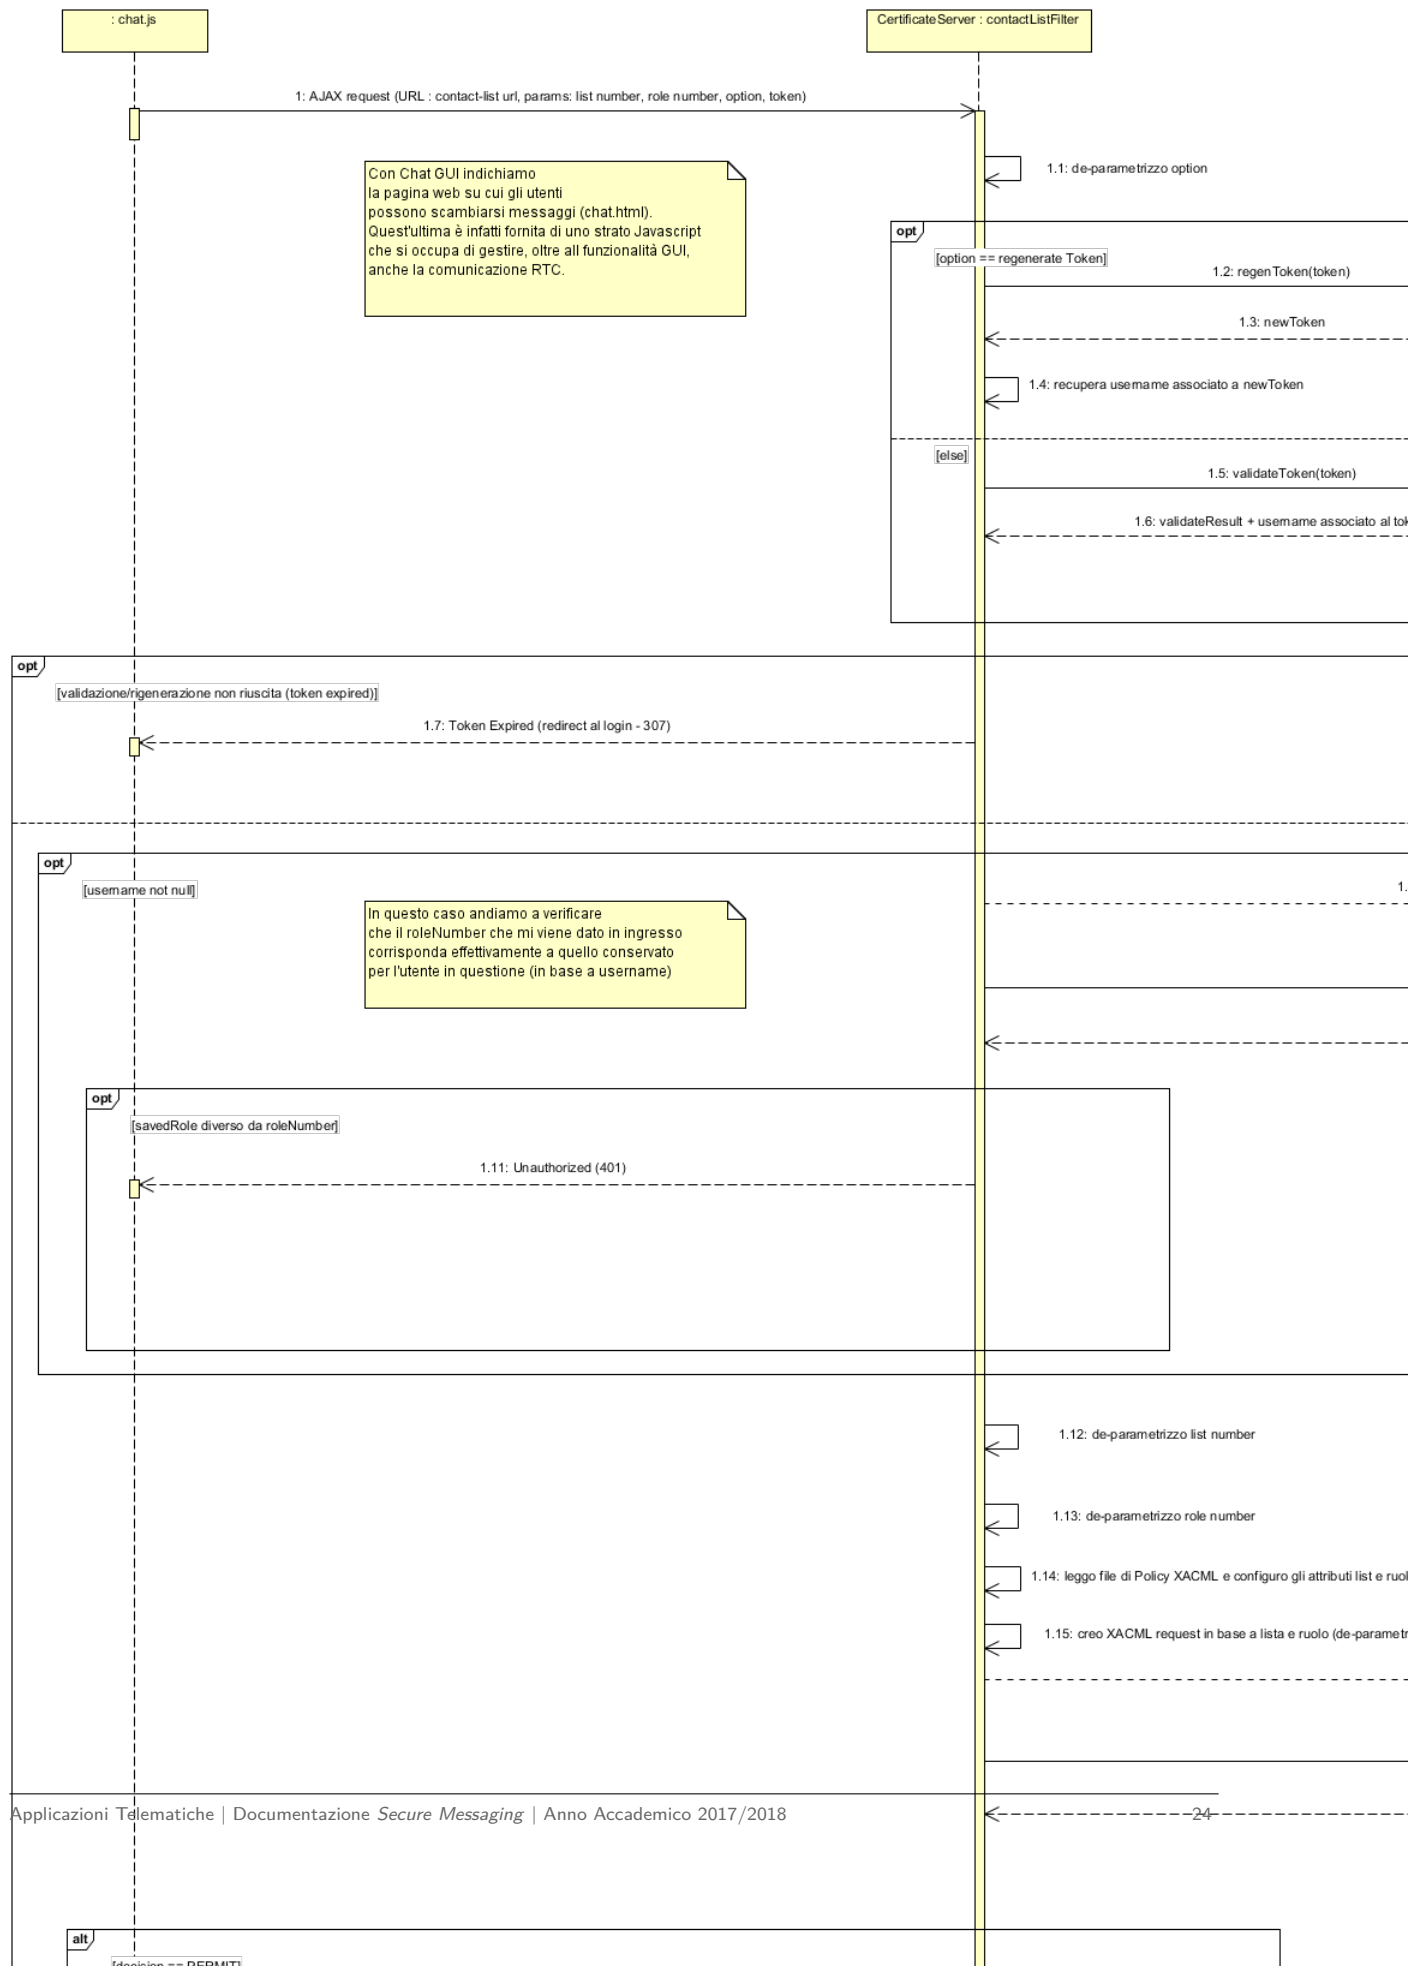 : chat.js
CertificateServer : contactListFilter
1: AJAX request (URL : contact-list url, params: list number, role number, option, token)
Con Chat GUI indichiamo
la pagina web su cui gli utenti
possono scambiarsi messaggi (chat.html).
Quest'ultima è infatti fornita di uno strato Javascript
che si occupa di gestire, oltre all funzionalità GUI,
anche la comunicazione RTC.
1.1: de-parametrizzo option
opt
[option == regenerate Token]
1.2: regenToken(token)
1.3: newToken
1.4: recupera username associato a newToken
[else]
1.5: validateToken(token)
1.6: validateResult + username associato al tok
opt
[validazione/rigenerazione non riuscita (token expired)]
1.7: Token Expired (redirect al login - 307)
opt
[username not null]
1.
In questo caso andiamo a verificare
che il roleNumber che mi viene dato in ingresso
corrisponda effettivamente a quello conservato
per l'utente in questione (in base a username)
opt
[savedRole diverso da roleNumber]
1.11: Unauthorized (401)
1.12: de-parametrizzo list number
1.13: de-parametrizzo role number
1.14: leggo file di Policy XACML e configuro gli attributi list e ruol
1.15: creo XACML request in base a lista e ruolo (de-parametr
Applicazioni Telematiche | Documentazione Secure Messaging | Anno Accademico 2017/2018 24
alt
[decision == PERMIT]